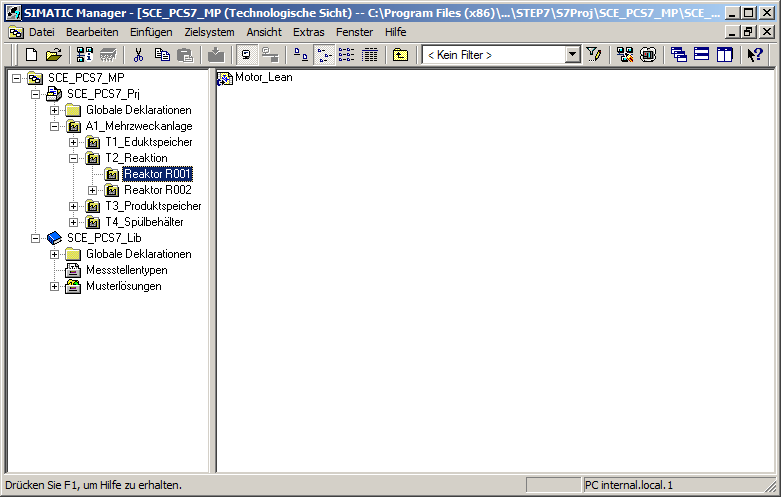 SIMATIC Manager - [SCE_PCS7_MP (Technologische Sicht) -- C:\Program Files (x86)\...\STEP7\S7Proj\SCE_PCS7_MP\SCE_...
Datei Bearbeiten Einfügen Zielsystem Ansicht Extras Fenster Hilfe
< Kein Filter >
SCE_PCS7_MP
SCE_PCS7_Prj
Globale Deklarationen
A1_Mehrzweckanlage
T1_Eduktspeicher
T2_Reaktion
Reaktor R001
Reaktor R002
T3_Produktspeicher
T4_Spülbehälter
SCE_PCS7_Lib
Globale Deklarationen
Messstellentypen
Musterlösungen
Motor_Lean
Drücken Sie F1, um Hilfe zu erhalten.
PC internal.local.1